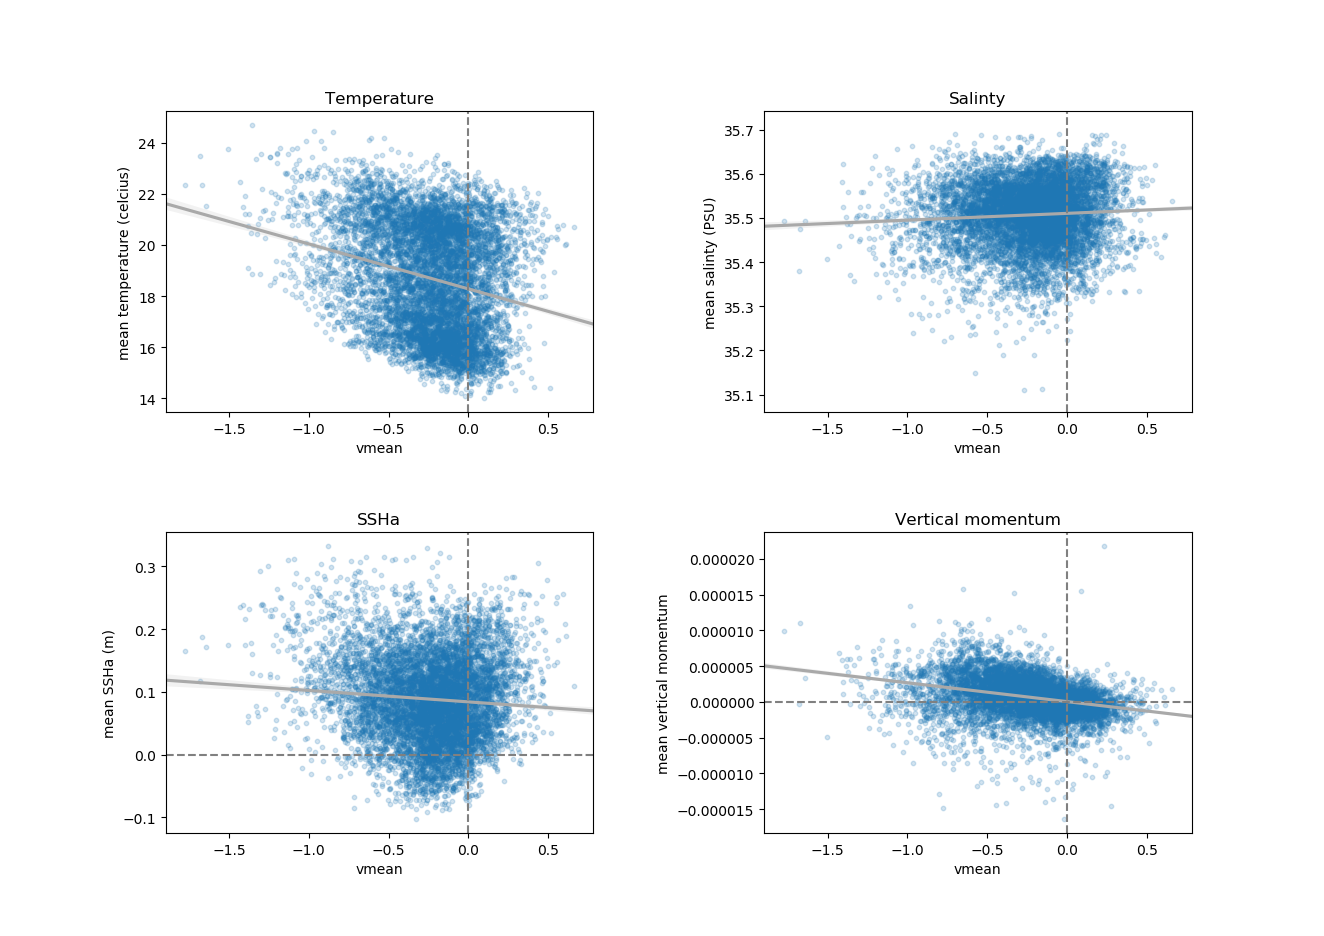 Temperature
mean temperature (celcius)
24
22
20
18
16
14
−1.5 −1.0 −0.5 0.0 0.5
vmean
Salinty
mean salinity (PSU)
35.7
35.6
35.5
35.4
35.3
35.2
35.1
−1.5 −1.0 −0.5 0.0 0.5
vmean
SSHa
mean SSHa (m)
0.3
0.2
0.1
0.0
−0.1
−1.5 −1.0 −0.5 0.0 0.5
vmean
Vertical momentum
mean vertical momentum
0.000020
0.000015
0.000010
0.000005
0.000000
−0.000005
−0.000010
−0.000015
−1.5 −1.0 −0.5 0.0 0.5
vmean